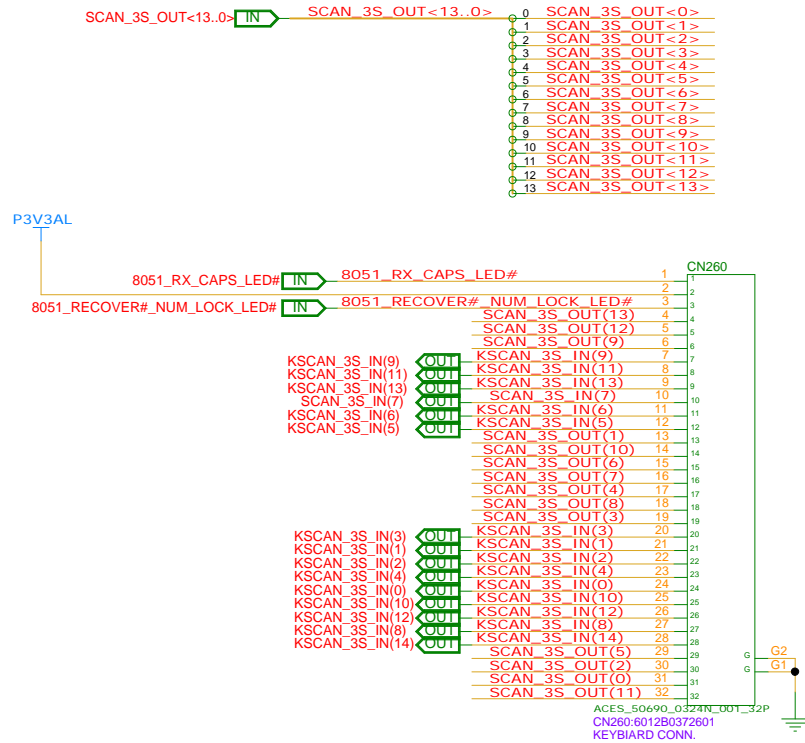 SCAN_3S_OUT<13..0> IN SCAN_3S_OUT<13..0>
0 SCAN_3S_OUT<0>
1 SCAN_3S_OUT<1>
2 SCAN_3S_OUT<2>
3 SCAN_3S_OUT<3>
4 SCAN_3S_OUT<4>
5 SCAN_3S_OUT<5>
6 SCAN_3S_OUT<6>
7 SCAN_3S_OUT<7>
8 SCAN_3S_OUT<8>
9 SCAN_3S_OUT<9>
10 SCAN_3S_OUT<10>
11 SCAN_3S_OUT<11>
12 SCAN_3S_OUT<12>
13 SCAN_3S_OUT<13>
P3V3AL
CN260
8051_RX_CAPS_LED# IN 8051_RX_CAPS_LED# 1 1
2 2
8051_RECOVER#_NUM_LOCK_LED# IN 8051_RECOVER#_NUM_LOCK_LED# 3 3
SCAN_3S_OUT(13) 4 4
SCAN_3S_OUT(12) 5 5
SCAN_3S_OUT(9) 6 6
KSCAN_3S_IN(9) OUT KSCAN_3S_IN(9) 7 7
KSCAN_3S_IN(11) OUT KSCAN_3S_IN(11) 8 8
KSCAN_3S_IN(13) OUT KSCAN_3S_IN(13) 9 9
SCAN_3S_IN(7) OUT SCAN_3S_IN(7) 10 10
KSCAN_3S_IN(6) OUT KSCAN_3S_IN(6) 11 11
KSCAN_3S_IN(5) OUT KSCAN_3S_IN(5) 12 12
SCAN_3S_OUT(1) 13 13
SCAN_3S_OUT(10) 14 14
SCAN_3S_OUT(6) 15 15
SCAN_3S_OUT(7) 16 16
SCAN_3S_OUT(4) 17 17
SCAN_3S_OUT(8) 18 18
SCAN_3S_OUT(3) 19 19
KSCAN_3S_IN(3) OUT KSCAN_3S_IN(3) 20 20
KSCAN_3S_IN(1) OUT KSCAN_3S_IN(1) 21 21
KSCAN_3S_IN(2) OUT KSCAN_3S_IN(2) 22 22
KSCAN_3S_IN(4) OUT KSCAN_3S_IN(4) 23 23
KSCAN_3S_IN(0) OUT KSCAN_3S_IN(0) 24 24
KSCAN_3S_IN(10) OUT KSCAN_3S_IN(10) 25 25
KSCAN_3S_IN(12) OUT KSCAN_3S_IN(12) 26 26
KSCAN_3S_IN(8) OUT KSCAN_3S_IN(8) 27 27
KSCAN_3S_IN(14) OUT KSCAN_3S_IN(14) 28 28
SCAN_3S_OUT(5) 29 29 G G2
SCAN_3S_OUT(2) 30 30 G G1
SCAN_3S_OUT(0) 31 31
SCAN_3S_OUT(11) 32 32
ACES_50690_0324N_001_32P
CN260:6012B0372601
KEYBIARD CONN.